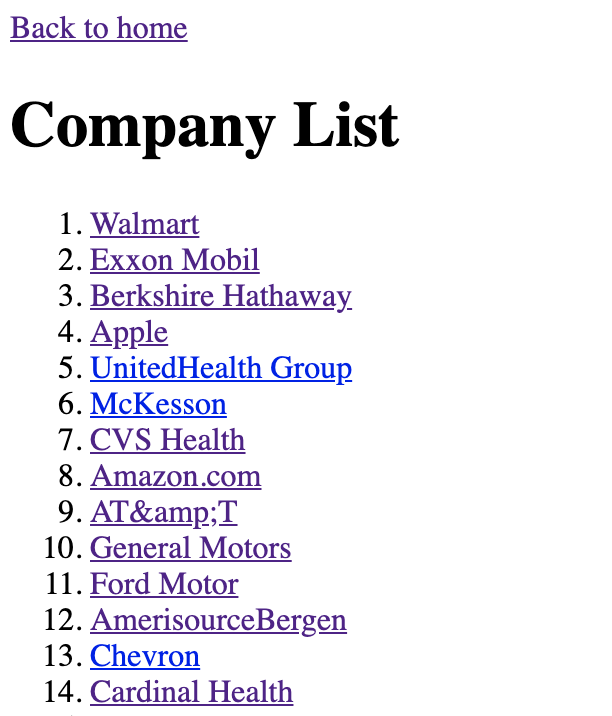 Back to home
Company List
1. Walmart
2. Exxon Mobil
3. Berkshire Hathaway
4. Apple
5. UnitedHealth Group
6. McKesson
7. CVS Health
8. Amazon.com
9. AT&amp;T
10. General Motors
11. Ford Motor
12. AmerisourceBergen
13. Chevron
14. Cardinal Health